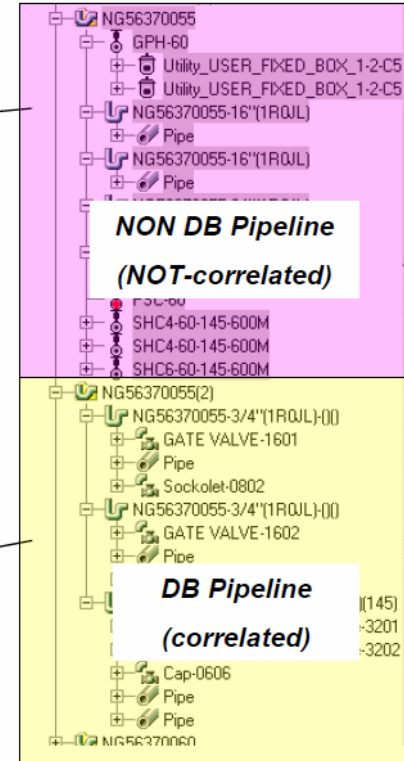 NG56370055
GPH-60
Utility_USER_FIXED_BOX_1-2-C5
Utility_USER_FIXED_BOX_1-2-C5
NG56370055-16"(1R0JL)
Pipe
NG56370055-16"(1R0JL)
Pipe
NON DB Pipeline
(NOT-correlated)
PSC-60
SHC4-60-145-600M
SHC4-60-145-600M
SHC6-60-145-600M
NG56370055(2)
NG56370055-3/4"(1R0JL)-()()
GATE VALVE-1601
Pipe
Sockolet-0802
NG56370055-3/4"(1R0JL)-()()
GATE VALVE-1602
Pipe
DB Pipeline
)(145)
(correlated)
-3201
-3202
Cap-0606
Pipe
Pipe
NG56370060